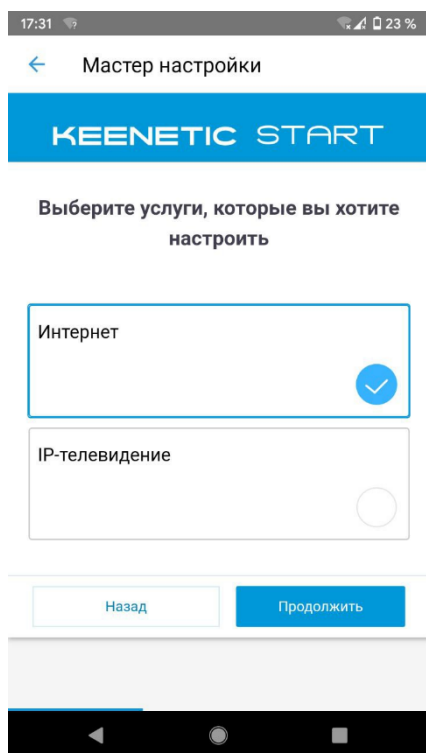 17:31
23 %
Мастер настройки
KEENETIC START
Выберите услуги, которые вы хотите
настроить
Интернет
IP-телевидение
Назад
Продолжить